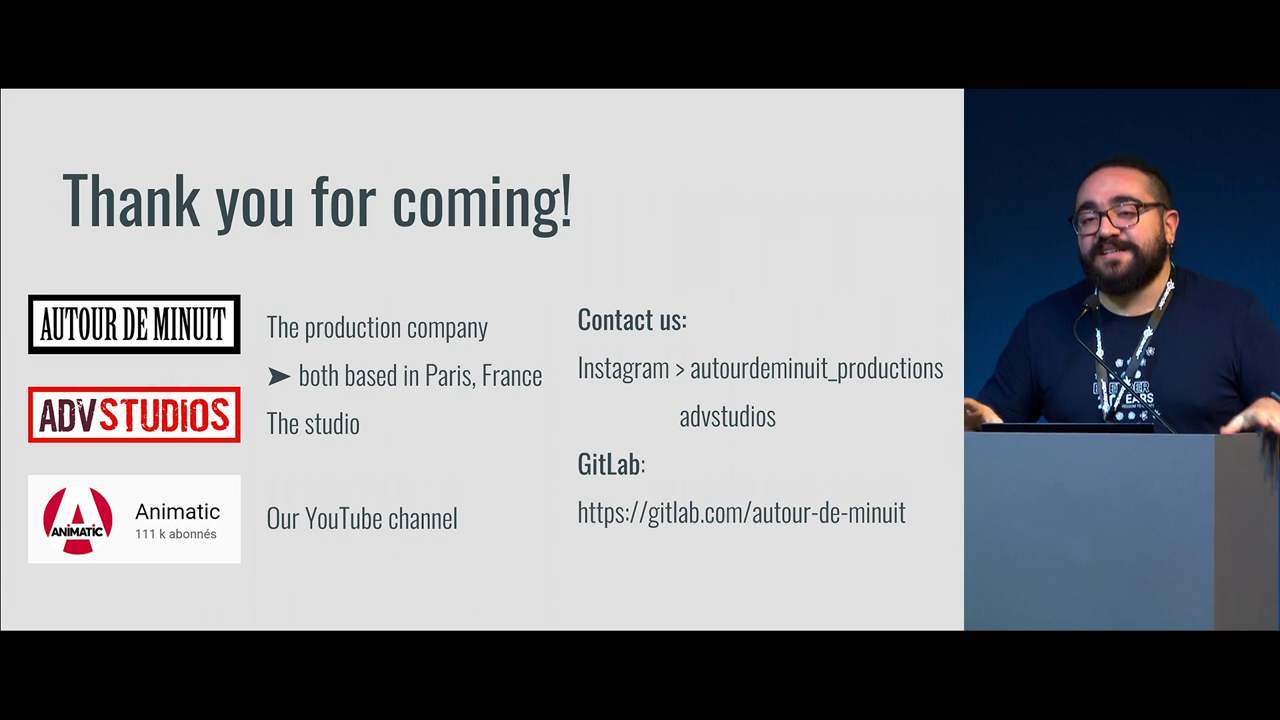 Thank you for coming!
AUTOUR DE MINUIT
The production company
➤ both based in Paris, France
ADV STUDIOS
The studio
ANIMATIC
Animatic
111 k abonnés
Our YouTube channel
Contact us:
Instagram > autourdeminuit_productions
advstudios
GitLab:
https://gitlab.com/autour-de-minuit